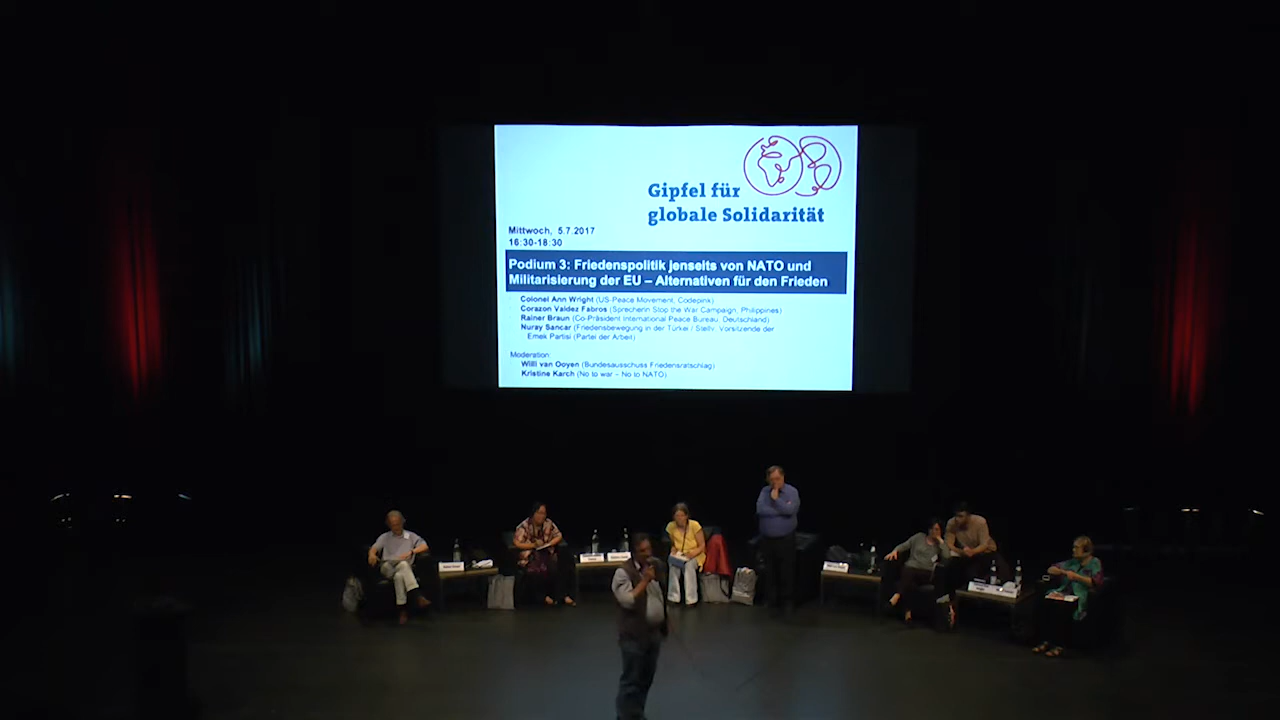 Gipfel für
globale Solidarität
Mittwoch, 5.7.2017
16:30-18:30
Podium 3: Friedenspolitik jenseits von NATO und
Militarisierung der EU – Alternativen für den Frieden
Colonel Ann Wright (US-Peace Movement, Codepink)
Corazon Valdez Fabros (Sprecherin Stop the War Campaign, Philippines)
Rainer Braun (Co-Präsident International Peace Bureau, Deutschland)
Nuray Sancar (Friedensbewegung in der Türkei / Stellv. Vorsitzende der
Emek Partisi (Partei der Arbeit)
Moderation:
Willi van Ooyen (Bundesausschuss Friedensratschlag)
Kristine Karch (No to war - No to NATO)